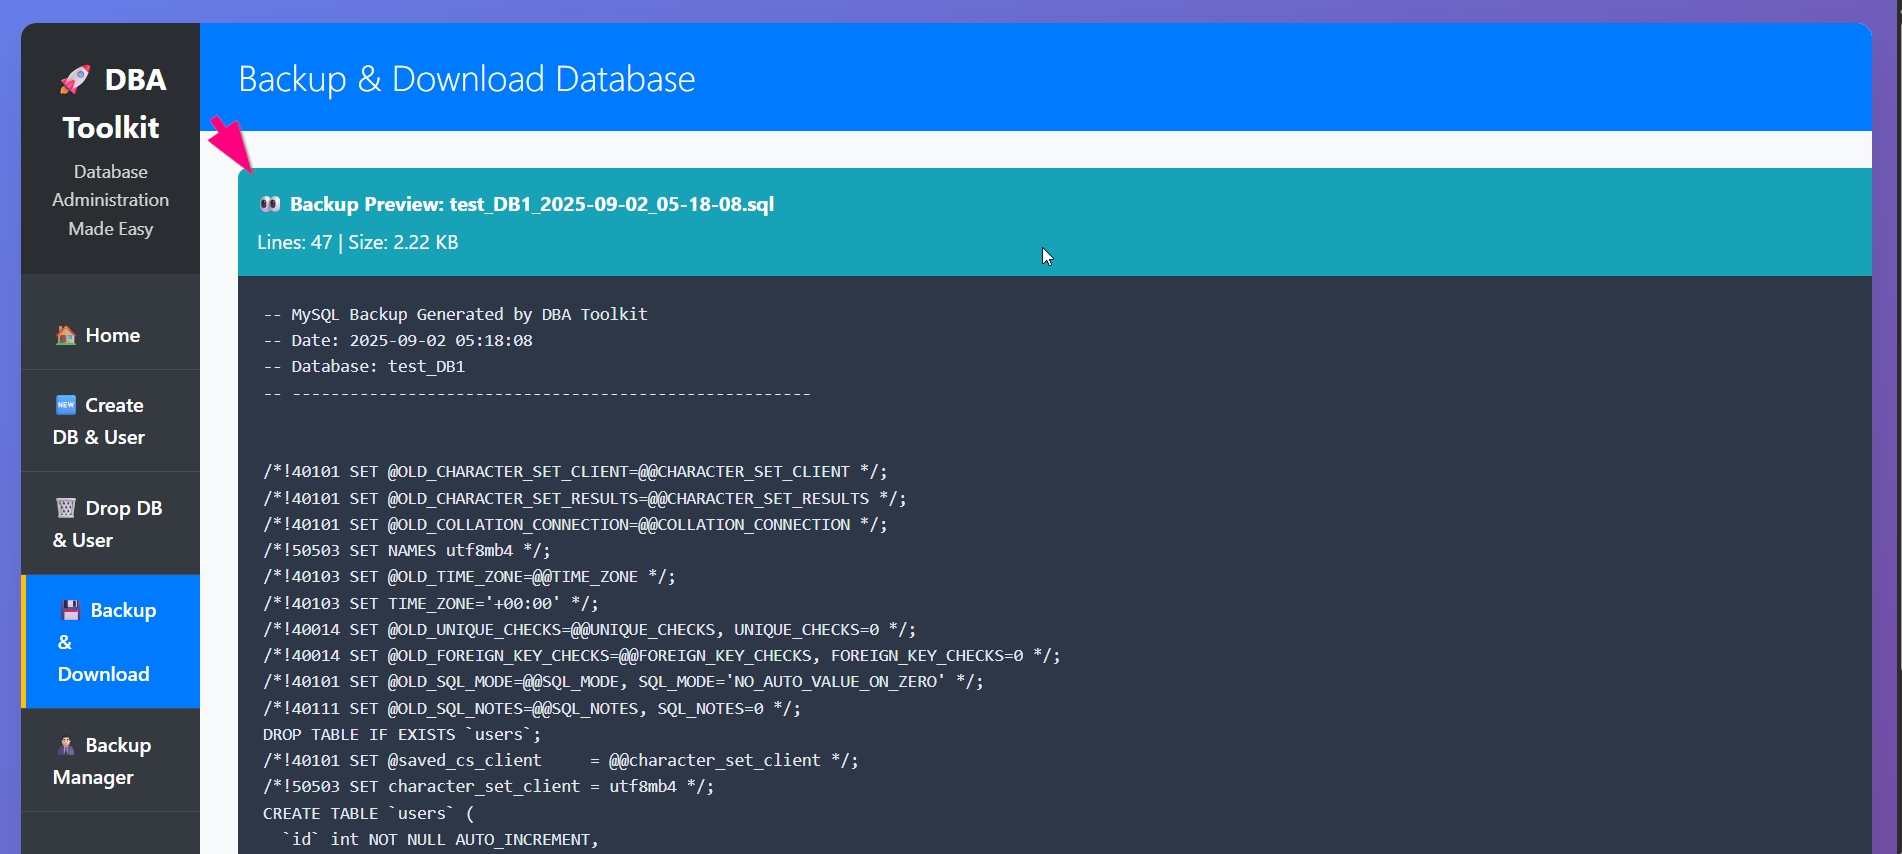 🚀 DBA
Toolkit
Database
Administration
Made Easy
🏠 Home
🆕 Create
DB & User
🗑️ Drop DB
& User
💾 Backup
&
Download
Backup
Manager
Backup & Download Database
👀 Backup Preview: test_DB1_2025-09-02_05-18-08.sql
Lines: 47 | Size: 2.22 KB
-- MySQL Backup Generated by DBA Toolkit
-- Date: 2025-09-02 05:18:08
-- Database: test_DB1
-- ------------------------------------------------------
/*!40101 SET @OLD_CHARACTER_SET_CLIENT=@@CHARACTER_SET_CLIENT */;
/*!40101 SET @OLD_CHARACTER_SET_RESULTS=@@CHARACTER_SET_RESULTS */;
/*!40101 SET @OLD_COLLATION_CONNECTION=@@COLLATION_CONNECTION */;
/*!50503 SET NAMES utf8mb4 */;
/*!40103 SET @OLD_TIME_ZONE=@@TIME_ZONE */;
/*!40103 SET TIME_ZONE='+00:00' */;
/*!40014 SET @OLD_UNIQUE_CHECKS=@@UNIQUE_CHECKS, UNIQUE_CHECKS=0 */;
/*!40014 SET @OLD_FOREIGN_KEY_CHECKS=@@FOREIGN_KEY_CHECKS, FOREIGN_KEY_CHECKS=0 */;
/*!40101 SET @OLD_SQL_MODE=@@SQL_MODE, SQL_MODE='NO_AUTO_VALUE_ON_ZERO' */;
/*!40111 SET @OLD_SQL_NOTES=@@SQL_NOTES, SQL_NOTES=0 */;
DROP TABLE IF EXISTS `users`;
/*!40101 SET @saved_cs_client     = @@character_set_client */;
/*!50503 SET character_set_client = utf8mb4 */;
CREATE TABLE `users` (
  `id` int NOT NULL AUTO_INCREMENT,